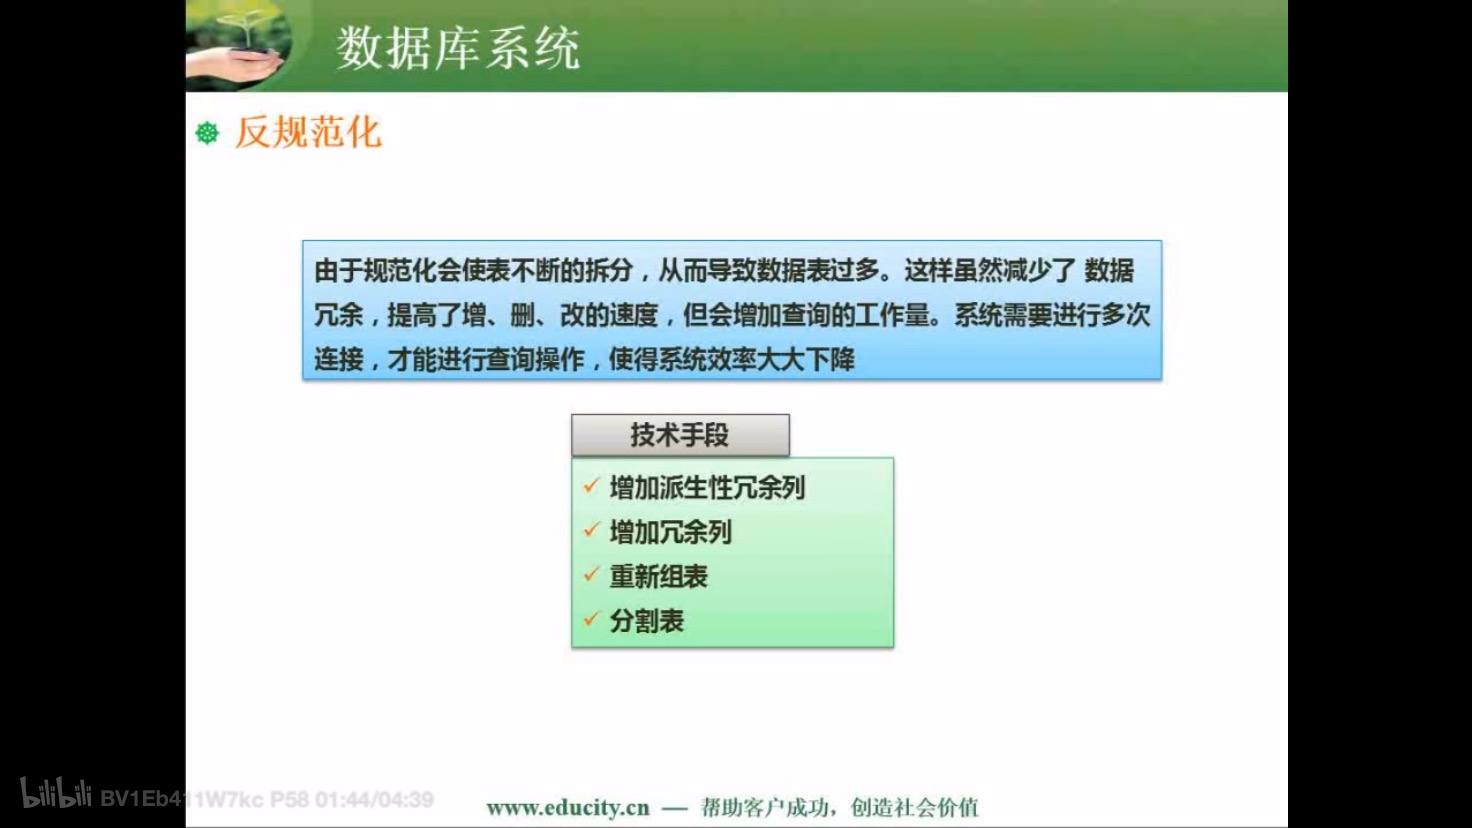 数据库系统
反规范化
由于规范化会使表不断的拆分，从而导致数据表过多。这样虽然减少了 数据
冗余，提高了增、删、改的速度，但会增加查询的工作量。系统需要进行多次
连接，才能进行查询操作，使得系统效率大大下降
技术手段
增加派生性冗余列
增加冗余列
重新组表
分割表
bilibili BV1Eb411W7kc P58 01:44/04:39
www.educity.cn — 帮助客户成功，创造社会价值